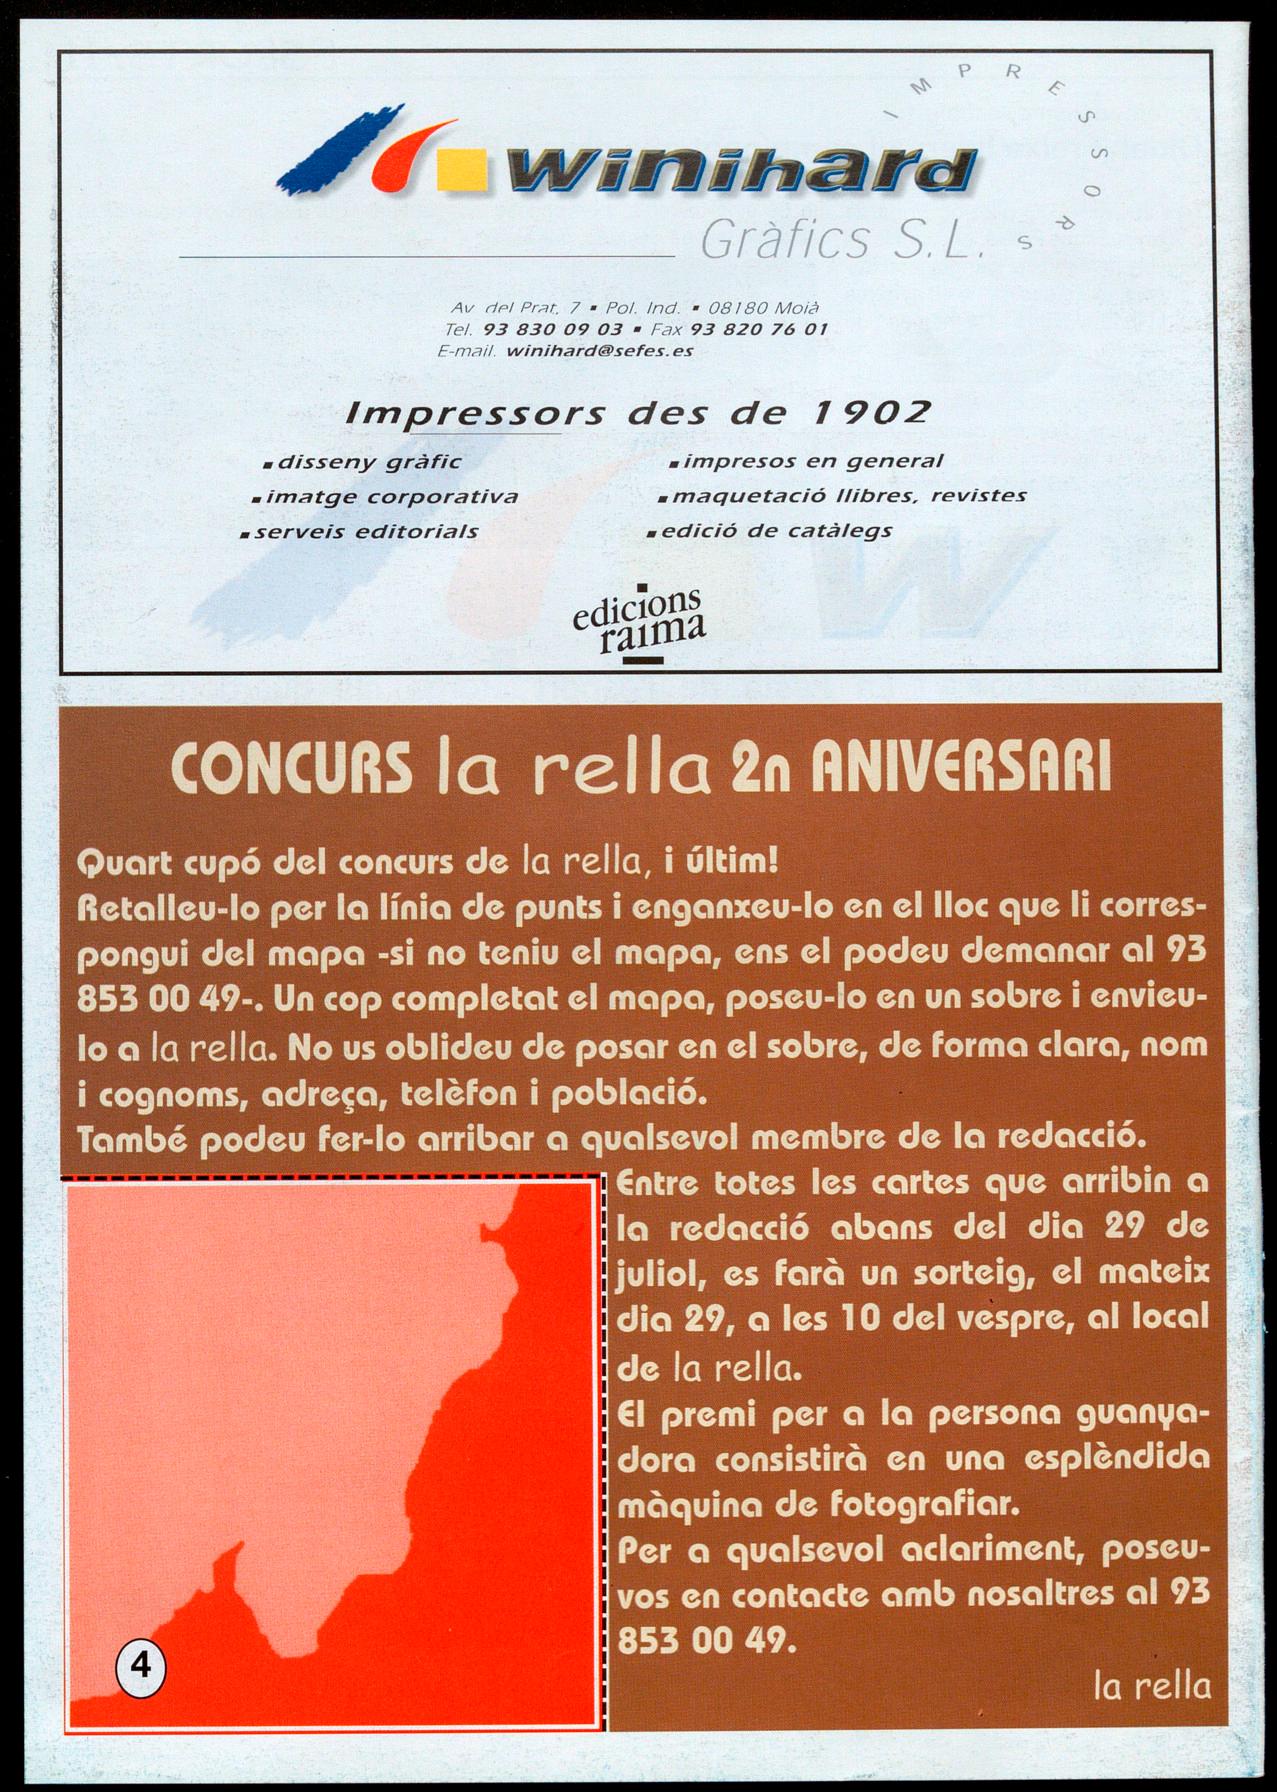 IMPRESSORS
winihard
Gràfics S.L.
Av. del Prat, 7 ▪ Pol. Ind. ▪ 08180 Moià
Tel. 93 830 09 03 ▪ Fax 93 820 76 01
E-mail. winihard@sefes.es
Impressors des de 1902
▪ disseny gràfic
▪ imatge corporativa
▪ serveis editorials
▪ impresos en general
▪ maquetació llibres, revistes
▪ edició de catàlegs
edicions
raima
CONCURS la rella 2n ANIVERSARI
Quart cupó del concurs de la rella, i últim!
Retalleu-lo per la línia de punts i enganxeu-lo en el lloc que li corres-
pongui del mapa -si no teniu el mapa, ens el podeu demanar al 93
853 00 49-. Un cop completat el mapa, poseu-lo en un sobre i envieu-
lo a la rella. No us oblideu de posar en el sobre, de forma clara, nom
i cognoms, adreça, telèfon i població.
També podeu fer-lo arribar a qualsevol membre de la redacció.
Entre totes les cartes que arribin a
la redacció abans del dia 29 de
juliol, es farà un sorteig, el mateix
dia 29, a les 10 del vespre, al local
de la rella.
El premi per a la persona guanya-
dora consistirà en una esplèndida
màquina de fotografiar.
Per a qualsevol aclariment, poseu-
vos en contacte amb nosaltres al 93
853 00 49.
la rella
4